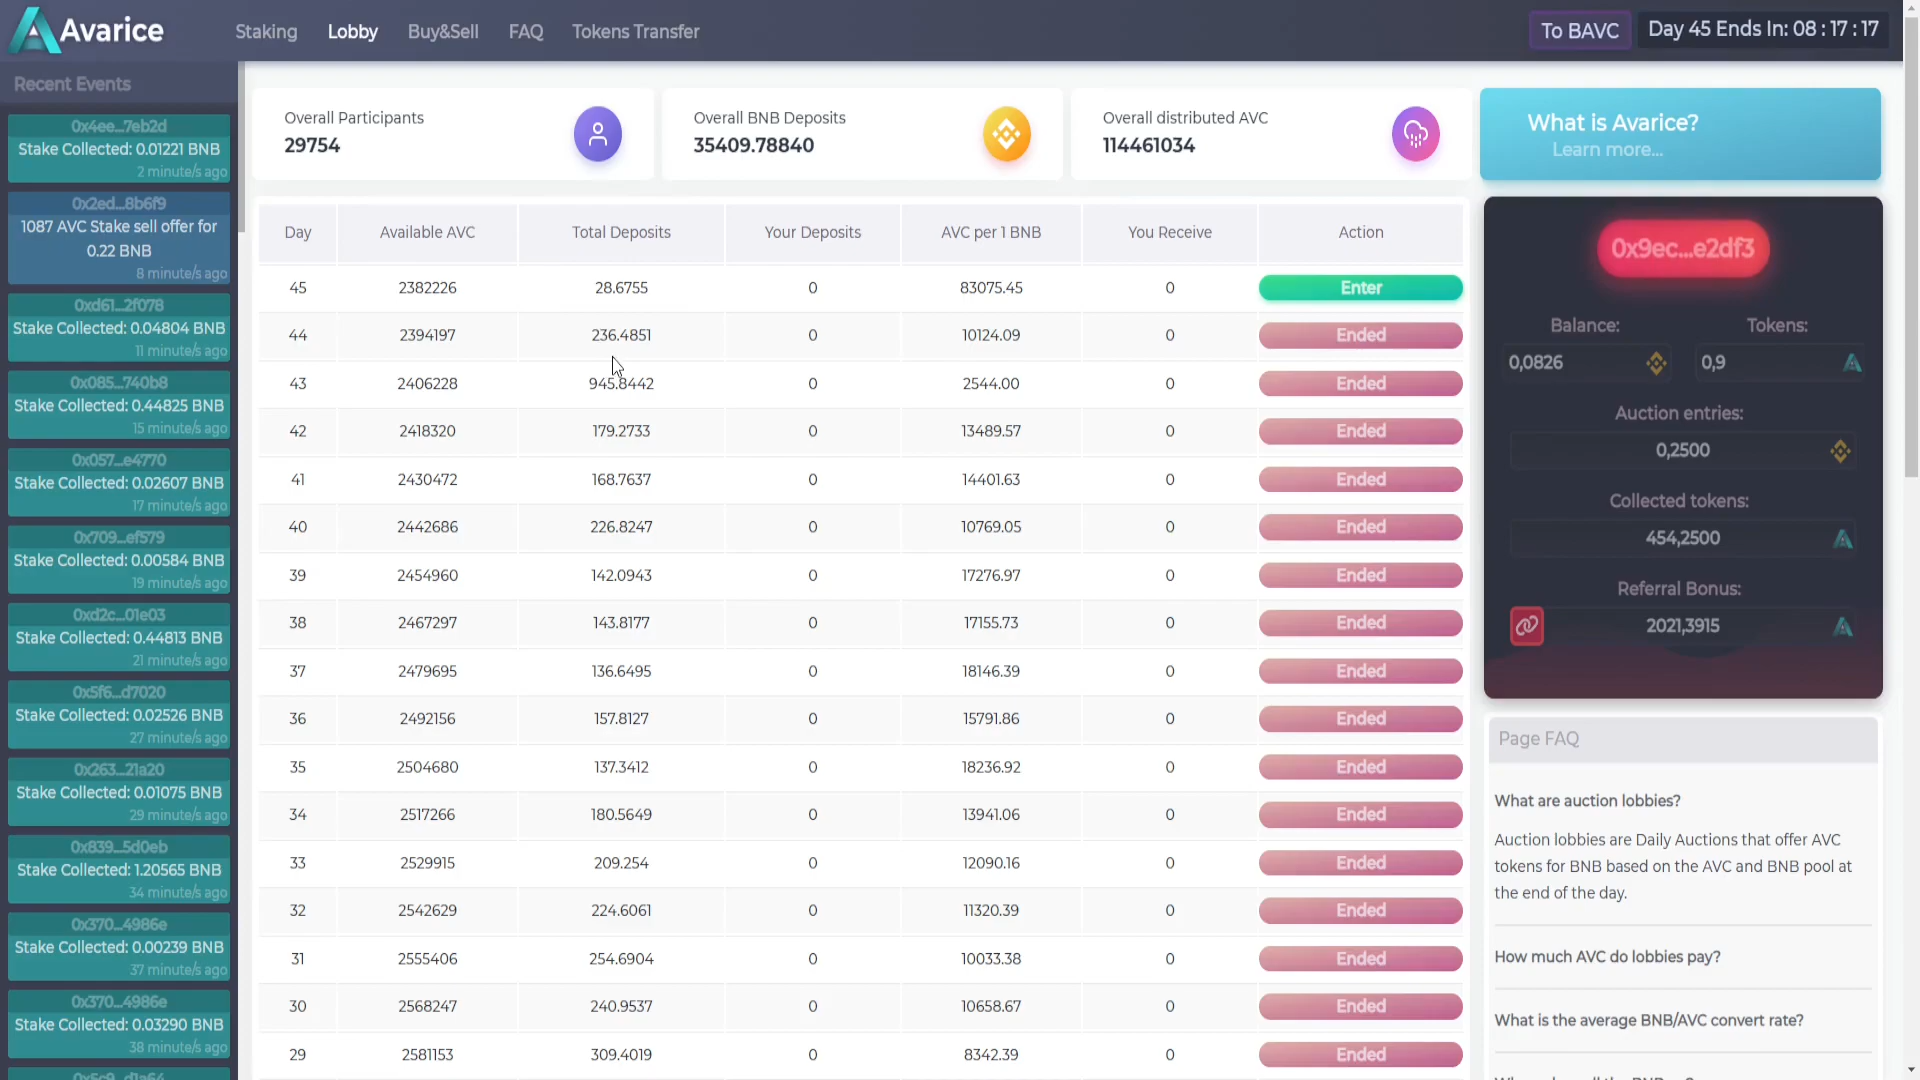 Avarice
Staking Lobby Buy&Sell FAQ Tokens Transfer
To BAVC Day 45 Ends In: 08 : 17 : 17
Recent Events
0x4ee...7eb2d
Stake Collected: 0.01221 BNB
2 minute/s ago
0x2ed...8b6f9
1087 AVC Stake sell offer for
0.22 BNB
8 minute/s ago
0xd61...2f078
Stake Collected: 0.04804 BNB
11 minute/s ago
0x085...740b8
Stake Collected: 0.44825 BNB
15 minute/s ago
0x057...e4770
Stake Collected: 0.02607 BNB
17 minute/s ago
0x709...ef579
Stake Collected: 0.00584 BNB
19 minute/s ago
0xd2c...01e03
Stake Collected: 0.44813 BNB
21 minute/s ago
0x5f6...d7020
Stake Collected: 0.02526 BNB
27 minute/s ago
0x263...21a20
Stake Collected: 0.01075 BNB
29 minute/s ago
0x839...5d0eb
Stake Collected: 1.20565 BNB
34 minute/s ago
0x370...4986e
Stake Collected: 0.00239 BNB
37 minute/s ago
0x370...4986e
Stake Collected: 0.03290 BNB
38 minute/s ago
Overall Participants
29754
Overall BNB Deposits
35409.78840
Overall distributed AVC
114461034
What is Avarice?
Learn more...
Day Available AVC Total Deposits Your Deposits AVC per 1 BNB You Receive Action
45 2382226 28.6755 0 83075.45 0 Enter
44 2394197 236.4851 0 10124.09 0 Ended
43 2406228 945.8442 0 2544.00 0 Ended
42 2418320 179.2733 0 13489.57 0 Ended
41 2430472 168.7637 0 14401.63 0 Ended
40 2442686 226.8247 0 10769.05 0 Ended
39 2454960 142.0943 0 17276.97 0 Ended
38 2467297 143.8177 0 17155.73 0 Ended
37 2479695 136.6495 0 18146.39 0 Ended
36 2492156 157.8127 0 15791.86 0 Ended
35 2504680 137.3412 0 18236.92 0 Ended
34 2517266 180.5649 0 13941.06 0 Ended
33 2529915 209.254 0 12090.16 0 Ended
32 2542629 224.6061 0 11320.39 0 Ended
31 2555406 254.6904 0 10033.38 0 Ended
30 2568247 240.9537 0 10658.67 0 Ended
29 2581153 309.4019 0 8342.39 0 Ended
0x9ec...e2df3
Balance: Tokens:
0,0826 0,9
Auction entries:
0,2500
Collected tokens:
454,2500
Referral Bonus:
2021,3915
Page FAQ
What are auction lobbies?
Auction lobbies are Daily Auctions that offer AVC
tokens for BNB based on the AVC and BNB pool at
the end of the day.
How much AVC do lobbies pay?
What is the average BNB/AVC convert rate?